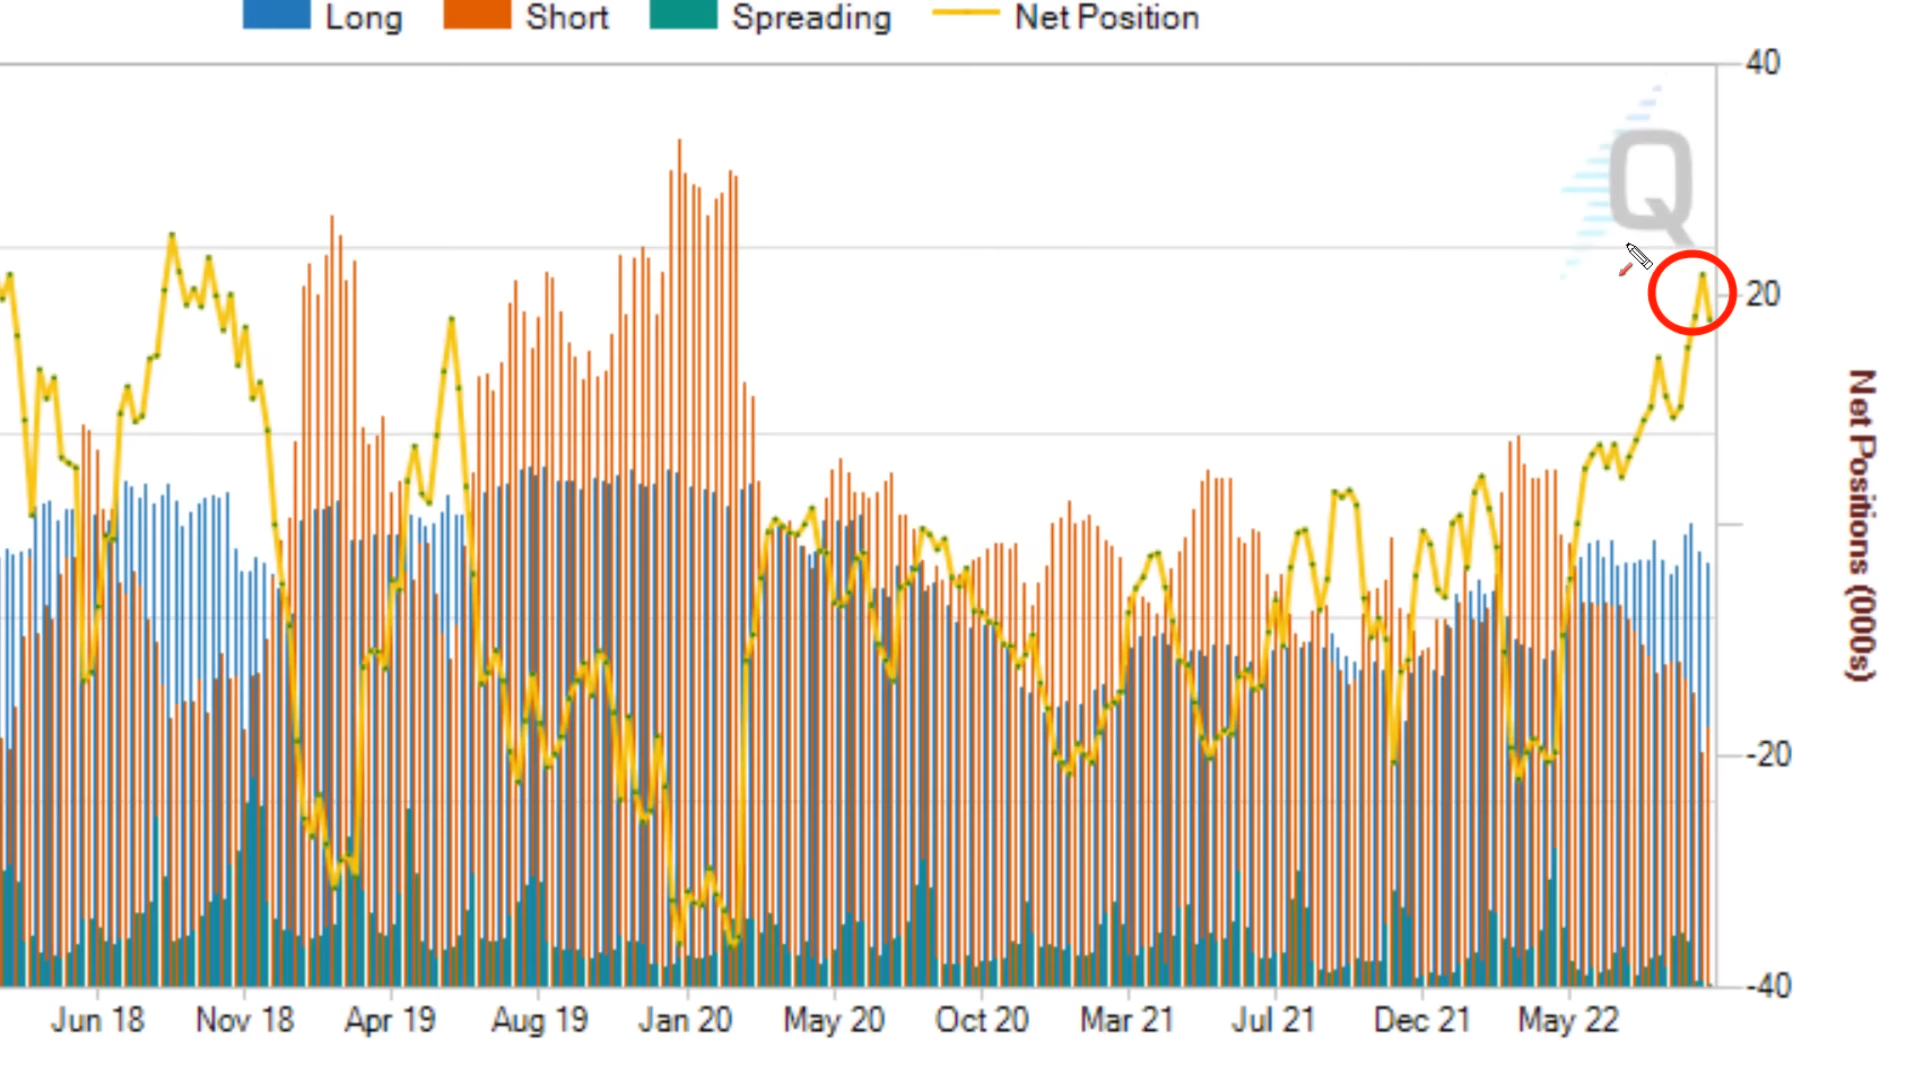 Long Short Spreading Net Position
40
Q
20
Net Positions (000s)
-20
-40
Jun 18 Nov 18 Apr 19 Aug 19 Jan 20 May 20 Oct 20 Mar 21 Jul 21 Dec 21 May 22